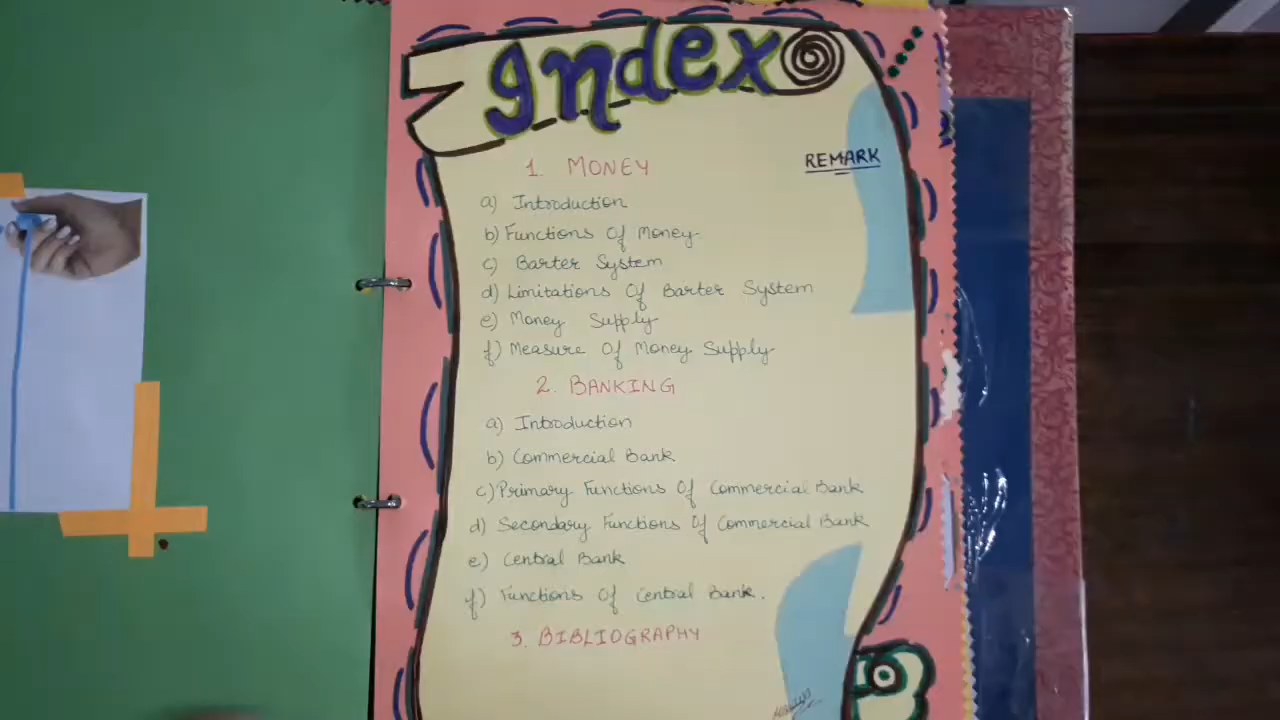 Index
1. MONEY
REMARK
a) Introduction
b) Functions Of Money
c) Barter System
d) Limitations Of Barter System
e) Money Supply
f) Measure Of Money Supply
2. BANKING
a) Introduction
b) Commercial Bank
c) Primary Functions Of Commercial Bank
d) Secondary Functions Of Commercial Bank
e) Central Bank
f) Functions Of Central Bank.
3. BIBLIOGRAPHY